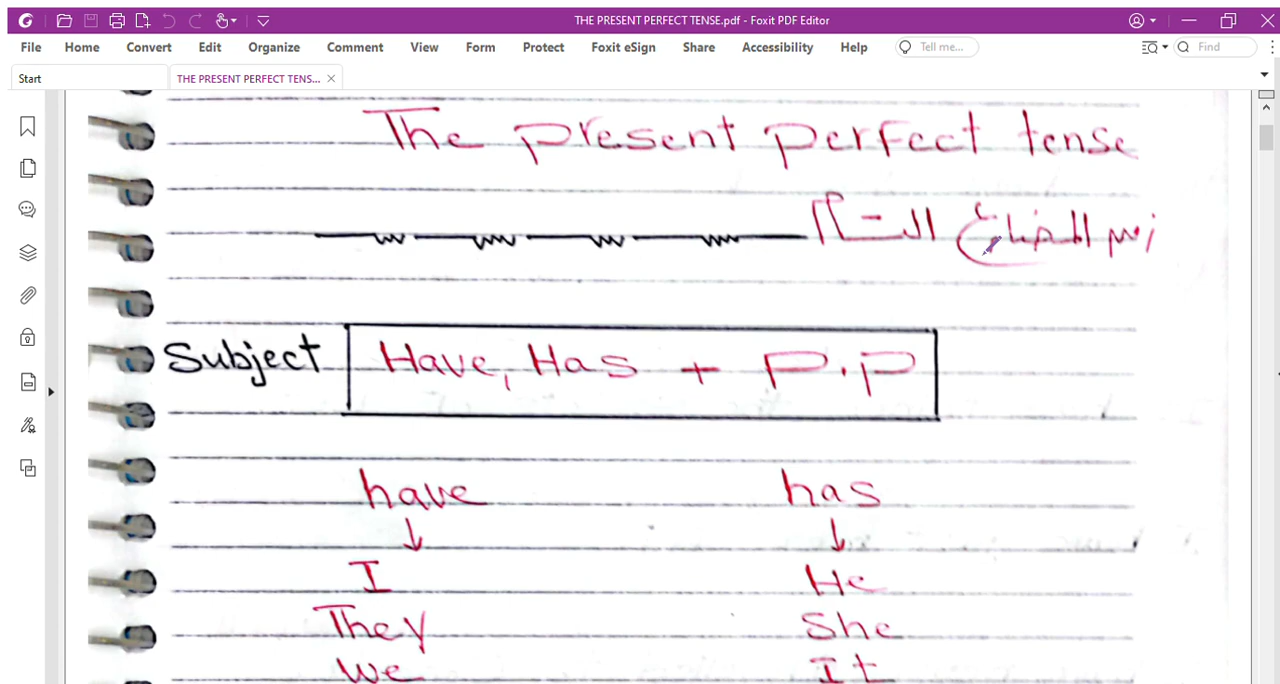 THE PRESENT PERFECT TENSE.pdf - Foxit PDF Editor
File Home Convert Edit Organize Comment View Form Protect Foxit eSign Share Accessibility Help Tell me... Find
Start THE PRESENT PERFECT TENS...
The present perfect tense
زمن المضارع التــام
Subject Have, Has + P.P
have has
I He
They She
We It